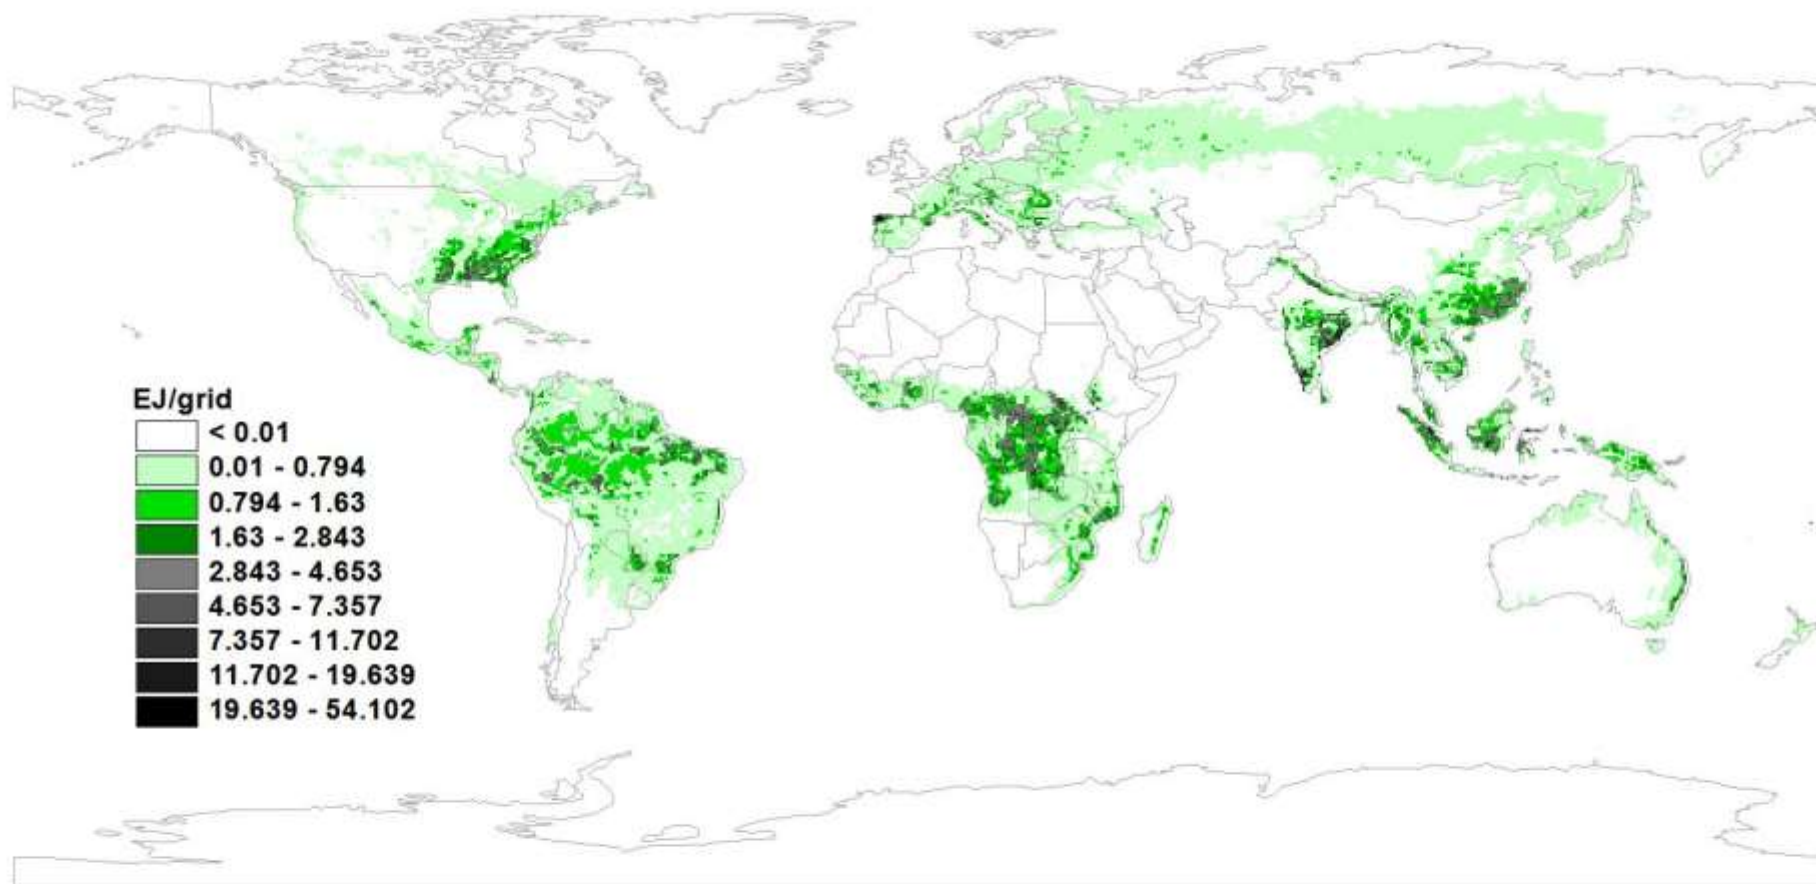 EJ/grid
< 0.01
0.01 - 0.794
0.794 - 1.63
1.63 - 2.843
2.843 - 4.653
4.653 - 7.357
7.357 - 11.702
11.702 - 19.639
19.639 - 54.102